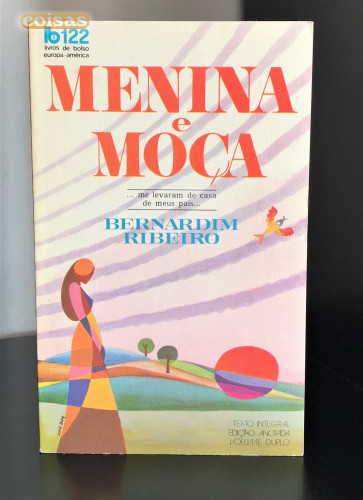 coisas
lb 122
livros de bolso
europa-américa
MENINA
e
MOÇA
... me levaram de casa
de meus pais...
BERNARDIM
RIBEIRO
TEXTO INTEGRAL
EDIÇÃO ANOTADA
VOLUME DUPLO